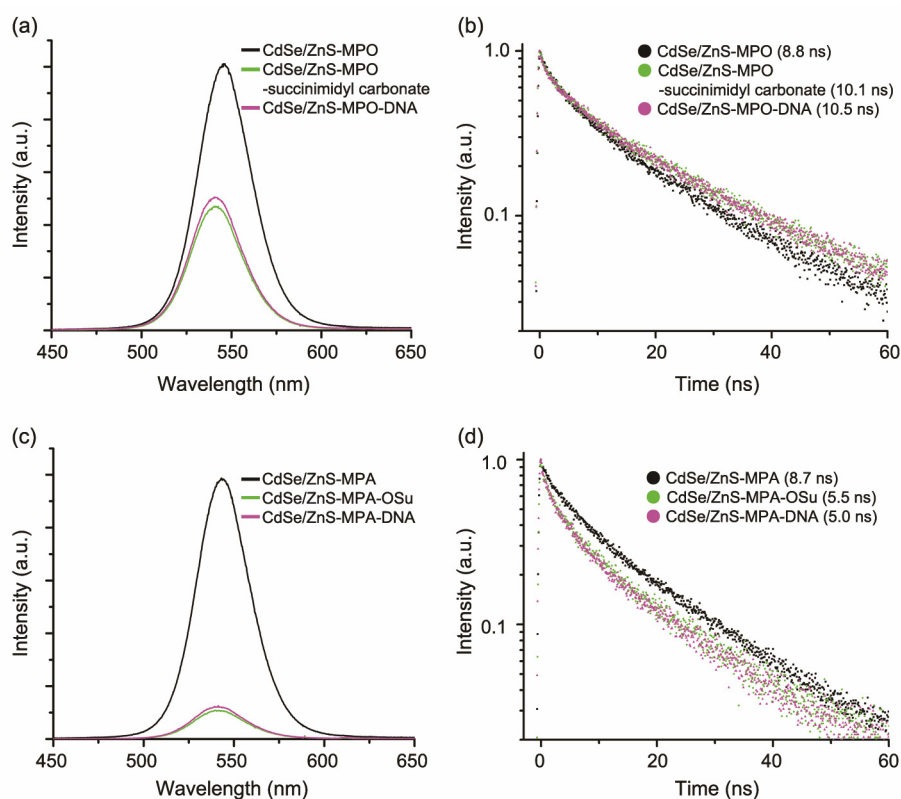 (a)
CdSe/ZnS-MPO
CdSe/ZnS-MPO
-succinimidyl carbonate
CdSe/ZnS-MPO-DNA
Intensity (a.u.)
450 500 550 600 650
Wavelength (nm)
(b)
1.0
0.1
CdSe/ZnS-MPO (8.8 ns)
CdSe/ZnS-MPO
-succinimidyl carbonate (10.1 ns)
CdSe/ZnS-MPO-DNA (10.5 ns)
Intensity (a.u.)
0 20 40 60
Time (ns)
(c)
CdSe/ZnS-MPA
CdSe/ZnS-MPA-OSu
CdSe/ZnS-MPA-DNA
Intensity (a.u.)
450 500 550 600 650
Wavelength (nm)
(d)
1.0
0.1
CdSe/ZnS-MPA (8.7 ns)
CdSe/ZnS-MPA-OSu (5.5 ns)
CdSe/ZnS-MPA-DNA (5.0 ns)
Intensity (a.u.)
0 20 40 60
Time (ns)